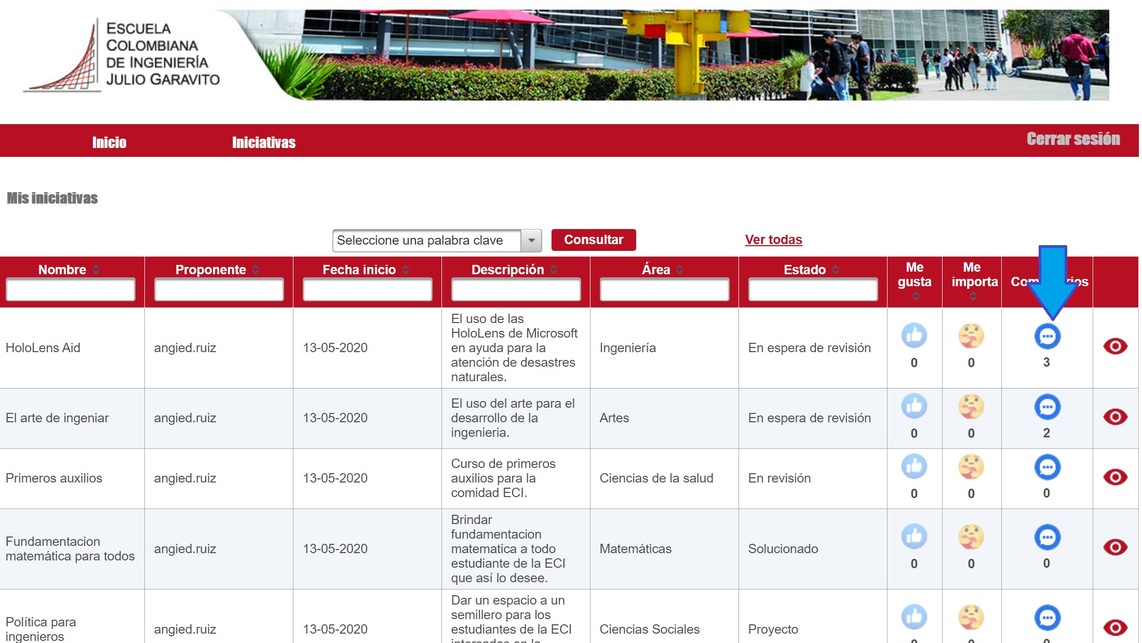 ESCUELA
COLOMBIANA
DE INGENIERÍA
JULIO GARAVITO
Inicio
Iniciativas
Cerrar sesión
Mis iniciativas
Seleccione una palabra clave
Consultar
Ver todas
Nombre
Proponente
Fecha inicio
Descripción
Área
Estado
Me
gusta
Me
importa
HoloLens Aid
angied.ruiz
13-05-2020
El uso de las
HoloLens de Microsoft
en ayuda para la
atención de desastres
naturales.
Ingeniería
En espera de revisión
0
0
3
El arte de ingeniar
angied.ruiz
13-05-2020
El uso del arte para el
desarrollo de la
ingenieria.
Artes
En espera de revisión
0
0
2
Primeros auxilios
angied.ruiz
13-05-2020
Curso de primeros
auxilios para la
comidad ECI.
Ciencias de la salud
En revisión
0
0
0
Fundamentacion
matemática para todos
angied.ruiz
13-05-2020
Brindar
fundamentacion
matematica a todo
estudiante de la ECI
que así lo desee.
Matemáticas
Solucionado
0
0
0
Política para
ingenieros
angied.ruiz
13-05-2020
Dar un espacio a un
semillero para los
estudiantes de la ECI
Ciencias Sociales
Proyecto